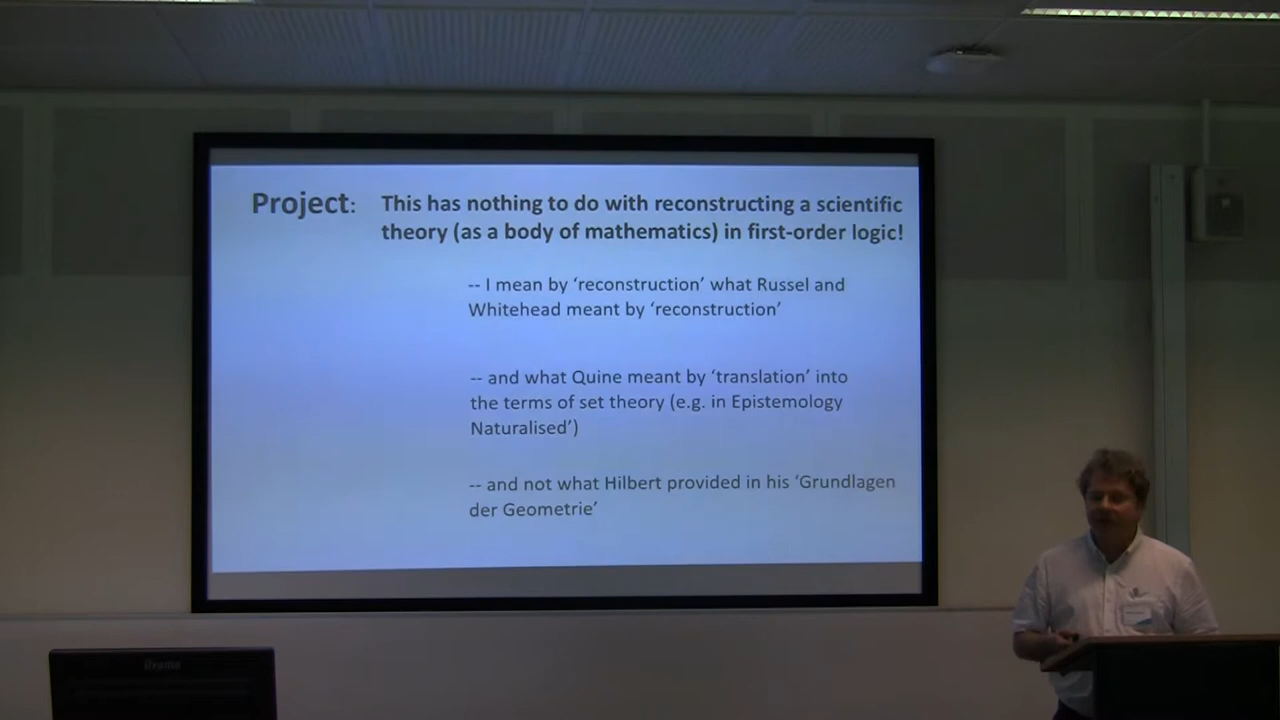 Project: This has nothing to do with reconstructing a scientific
theory (as a body of mathematics) in first-order logic!
-- I mean by ‘reconstruction’ what Russel and
Whitehead meant by ‘reconstruction’
-- and what Quine meant by ‘translation’ into
the terms of set theory (e.g. in Epistemology
Naturalised’)
-- and not what Hilbert provided in his ‘Grundlagen
der Geometrie’
iiyama